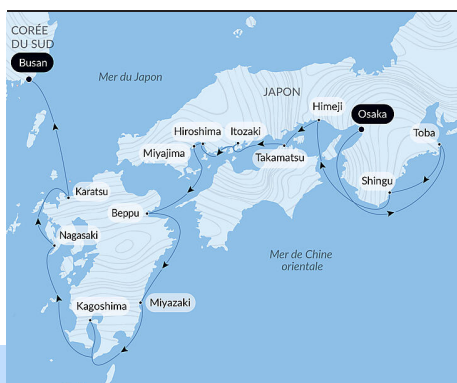 CORÉE
DU SUD
Busan
Mer du Japon
JAPON
Himeji
Osaka
Hiroshima
Itozaki
Toba
Miyajima
Takamatsu
Shingu
Karatsu
Beppu
Nagasaki
Mer de Chine
orientale
Kagoshima
Miyazaki